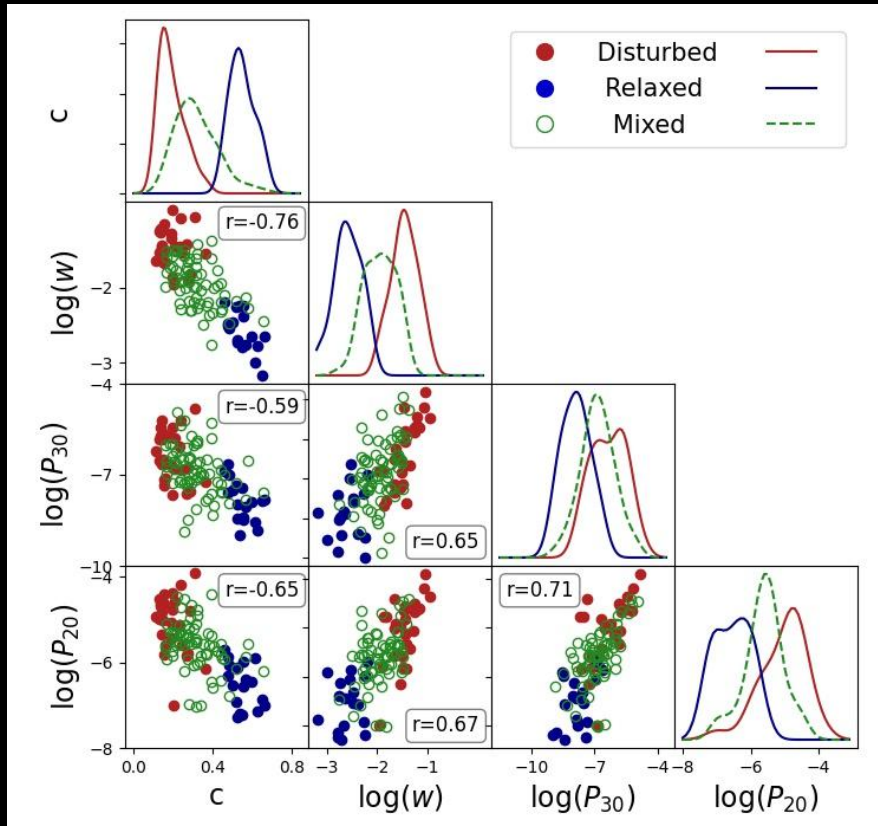 Disturbed
Relaxed
Mixed
c
r=-0.76
log(w)
−2
−3
−4
r=-0.59
log(P₃₀)
−7
r=0.65
−10
−4
r=-0.65
r=0.71
log(P₂₀)
−6
r=0.67
−8
0.0 0.4 0.8 −3 −2 −1 −10 −7 −4 −8 −6 −4
c log(w) log(P₃₀) log(P₂₀)